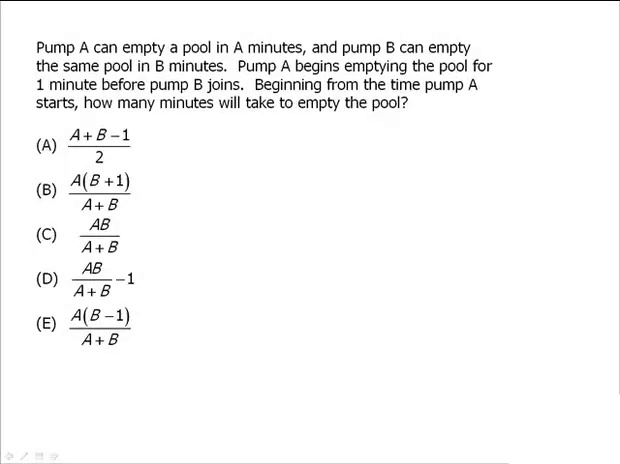 Pump A can empty a pool in A minutes, and pump B can empty
the same pool in B minutes.  Pump A begins emptying the pool for
1 minute before pump B joins.  Beginning from the time pump A
starts, how many minutes will take to empty the pool?
(A) \frac{A+B-1}{2}
(B) \frac{A(B+1)}{A+B}
(C) \frac{AB}{A+B}
(D) \frac{AB}{A+B}-1
(E) \frac{A(B-1)}{A+B}